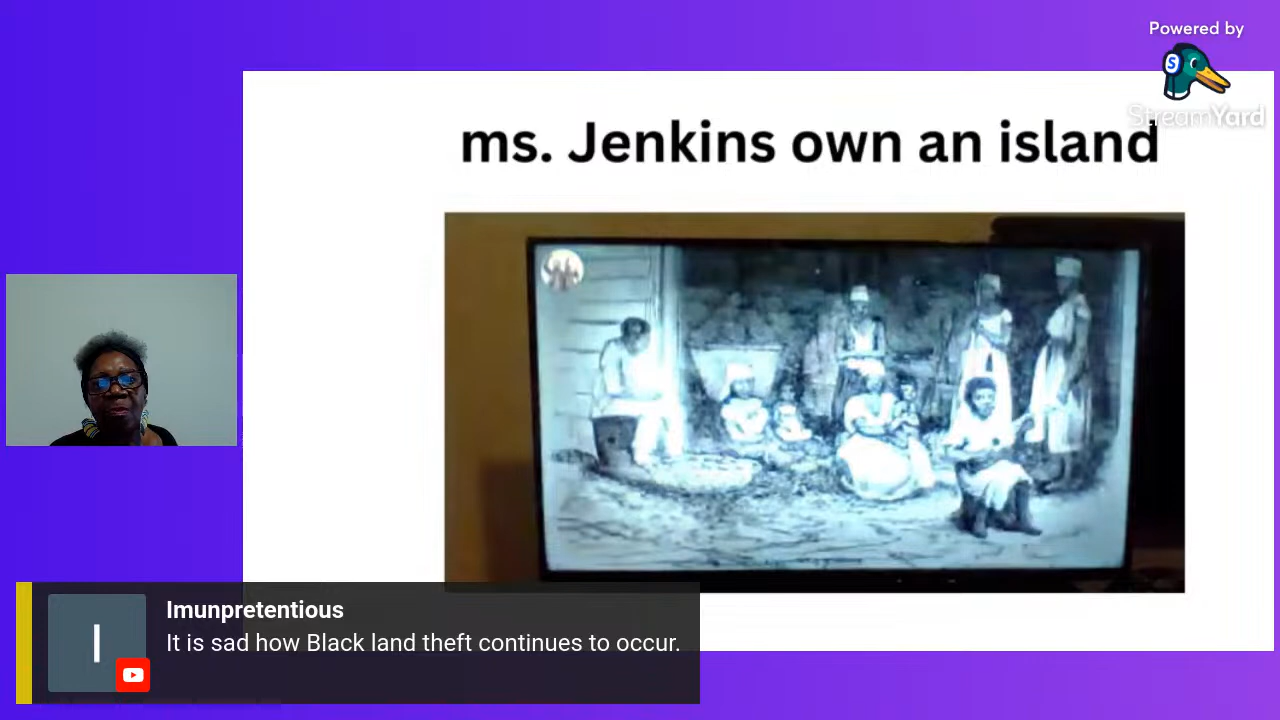 Powered by
StreamYard
ms. Jenkins own an island
I
Imunpretentious
It is sad how Black land theft continues to occur.